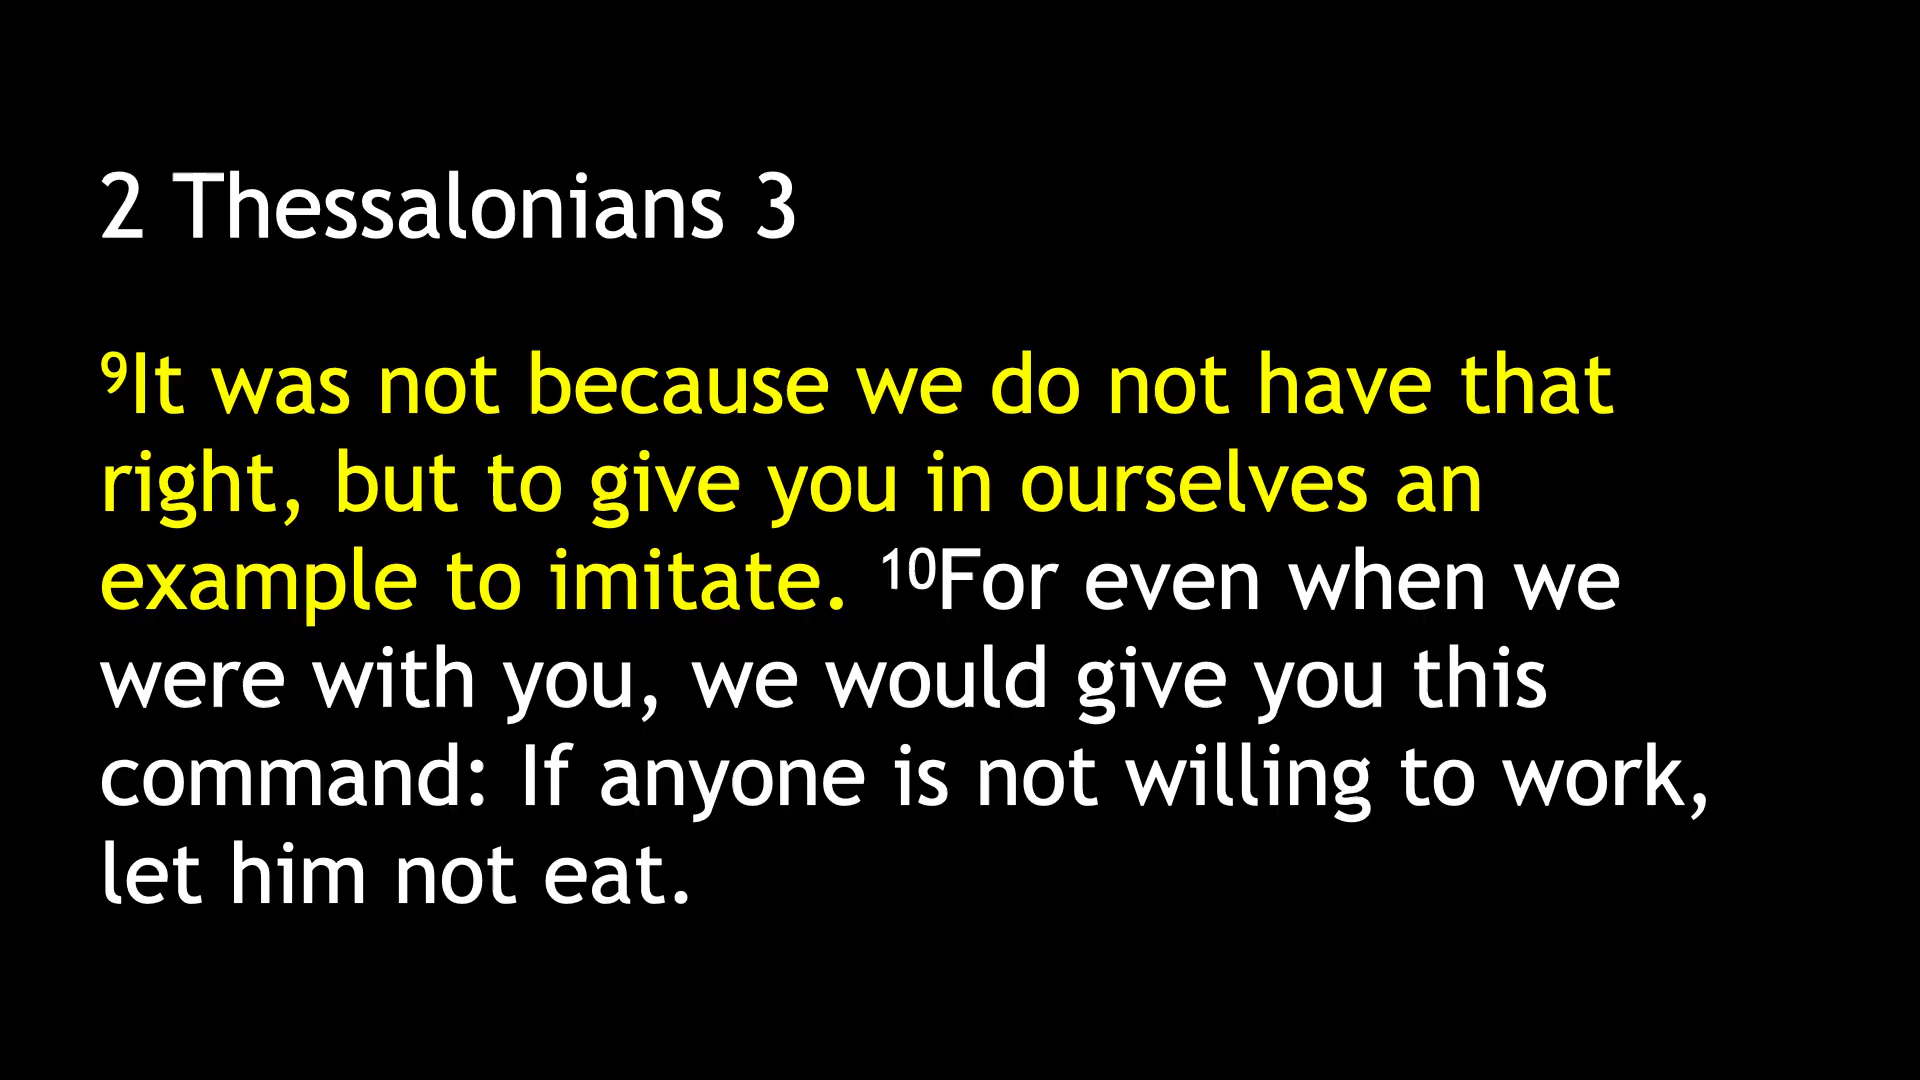 2 Thessalonians 3
⁹It was not because we do not have that
right, but to give you in ourselves an
example to imitate. ¹⁰For even when we
were with you, we would give you this
command: If anyone is not willing to work,
let him not eat.